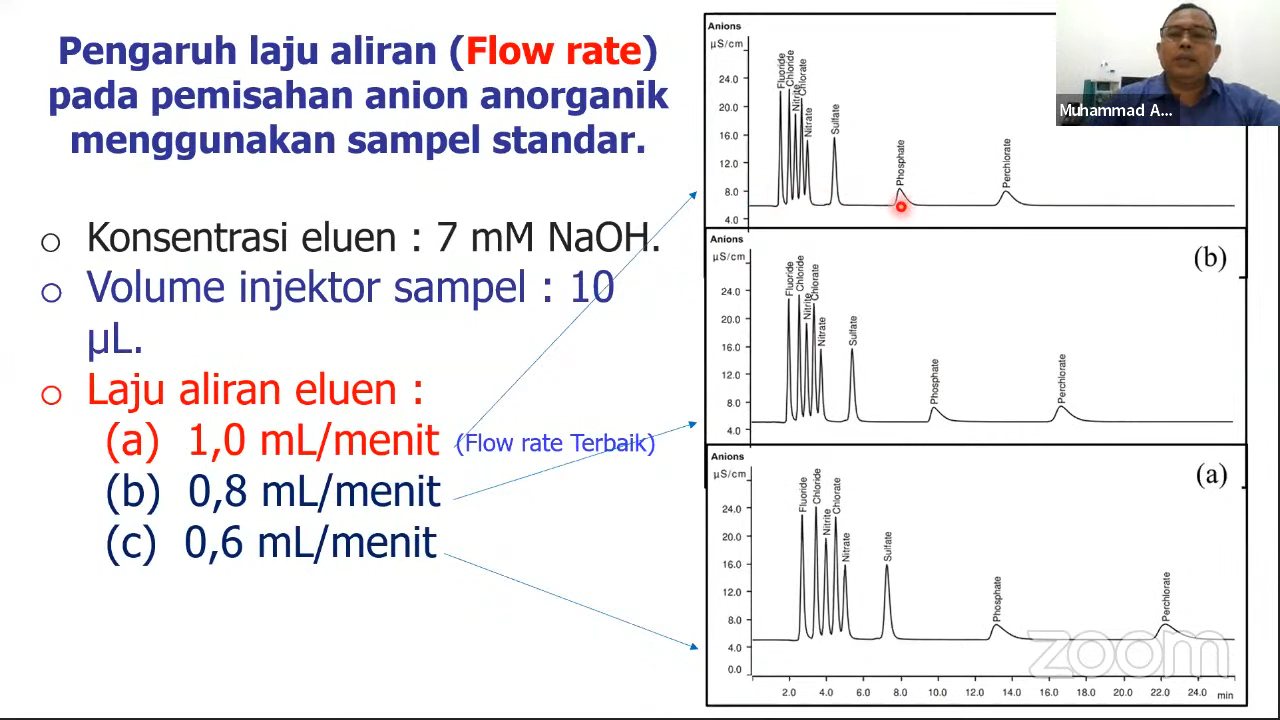 Pengaruh laju aliran (Flow rate)
pada pemisahan anion anorganik
menggunakan sampel standar.
o Konsentrasi eluen : 7 mM NaOH.
o Volume injektor sampel : 10
µL.
o Laju aliran eluen :
(a) 1,0 mL/menit (Flow rate Terbaik)
(b) 0,8 mL/menit
(c) 0,6 mL/menit
Anions
µS/cm
24.0
20.0
16.0
12.0
8.0
4.0
Fluoride
Chloride
Nitrite
Chlorate
Nitrate
Sulfate
Phosphate
Perchlorate
Muhammad A...
Anions
µS/cm
(b)
24.0
20.0
16.0
12.0
8.0
4.0
Fluoride
Chloride
Nitrite
Chlorate
Nitrate
Sulfate
Phosphate
Perchlorate
Anions
µS/cm
(a)
24.0
20.0
16.0
12.0
8.0
4.0
0.0
Fluoride
Chloride
Nitrite
Chlorate
Nitrate
Sulfate
Phosphate
Perchlorate
zoom
2.0 4.0 6.0 8.0 10.0 12.0 14.0 16.0 18.0 20.0 22.0 24.0 min